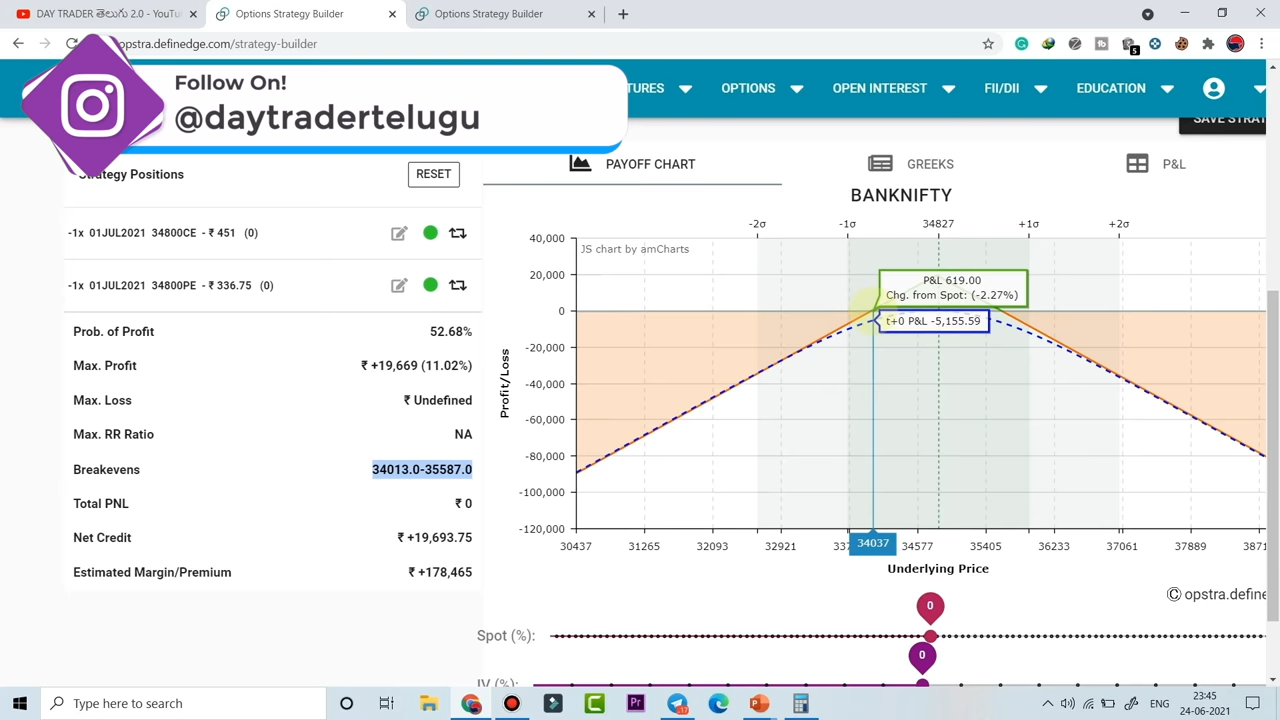 DAY TRADER తెలుగు 2.0 - YouTu
Options Strategy Builder
Options Strategy Builder
opstra.definedge.com/strategy-builder
5
Follow On!
@daytradertelugu
TURES
OPTIONS
OPEN INTEREST
FII/DII
EDUCATION
SAVE STRAT
Strategy Positions
RESET
PAYOFF CHART
GREEKS
P&L
-1x 01JUL2021 34800CE - ₹ 451 (0)
-1x 01JUL2021 34800PE - ₹ 336.75 (0)
Prob. of Profit 52.68%
Max. Profit ₹ +19,669 (11.02%)
Max. Loss ₹ Undefined
Max. RR Ratio NA
Breakevens 34013.0-35587.0
Total PNL ₹ 0
Net Credit ₹ +19,693.75
Estimated Margin/Premium ₹ +178,465
BANKNIFTY
-2σ -1σ 34827 +1σ +2σ
JS chart by amCharts
40,000
20,000
0
-20,000
-40,000
-60,000
-80,000
-100,000
-120,000
Profit/Loss
P&L 619.00
Chg. from Spot: (-2.27%)
t+0 P&L -5,155.59
30437 31265 32093 32921 337 34037 34577 35405 36233 37061 37889 3871
Underlying Price
© opstra.define
0
Spot (%):
0
IV (%):
Type here to search
ENG
23:45
24-06-2021